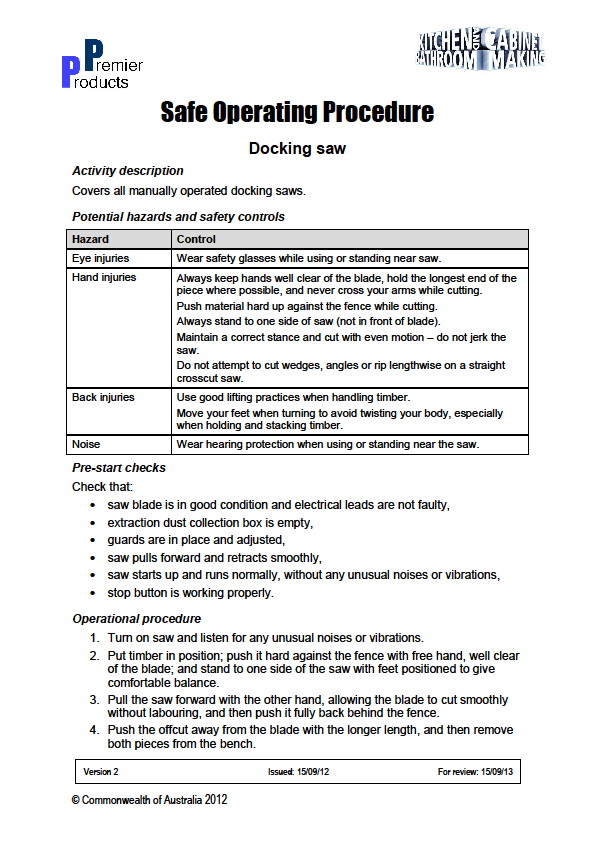 Premier
Products
KITCHEN AND CABINET
BATHROOM MAKING
Safe Operating Procedure
Docking saw
Activity description
Covers all manually operated docking saws.
Potential hazards and safety controls
Hazard Control
Eye injuries Wear safety glasses while using or standing near saw.
Hand injuries Always keep hands well clear of the blade, hold the longest end of the
piece where possible, and never cross your arms while cutting.
Push material hard up against the fence while cutting.
Always stand to one side of saw (not in front of blade).
Maintain a correct stance and cut with even motion – do not jerk the
saw.
Do not attempt to cut wedges, angles or rip lengthwise on a straight
crosscut saw.
Back injuries Use good lifting practices when handling timber.
Move your feet when turning to avoid twisting your body, especially
when holding and stacking timber.
Noise Wear hearing protection when using or standing near the saw.
Pre-start checks
Check that:
• saw blade is in good condition and electrical leads are not faulty,
• extraction dust collection box is empty,
• guards are in place and adjusted,
• saw pulls forward and retracts smoothly,
• saw starts up and runs normally, without any unusual noises or vibrations,
• stop button is working properly.
Operational procedure
1. Turn on saw and listen for any unusual noises or vibrations.
2. Put timber in position; push it hard against the fence with free hand, well clear
of the blade; and stand to one side of the saw with feet positioned to give
comfortable balance.
3. Pull the saw forward with the other hand, allowing the blade to cut smoothly
without labouring, and then push it fully back behind the fence.
4. Push the offcut away from the blade with the longer length, and then remove
both pieces from the bench.
Version 2 Issued: 15/09/12 For review: 15/09/13
© Commonwealth of Australia 2012